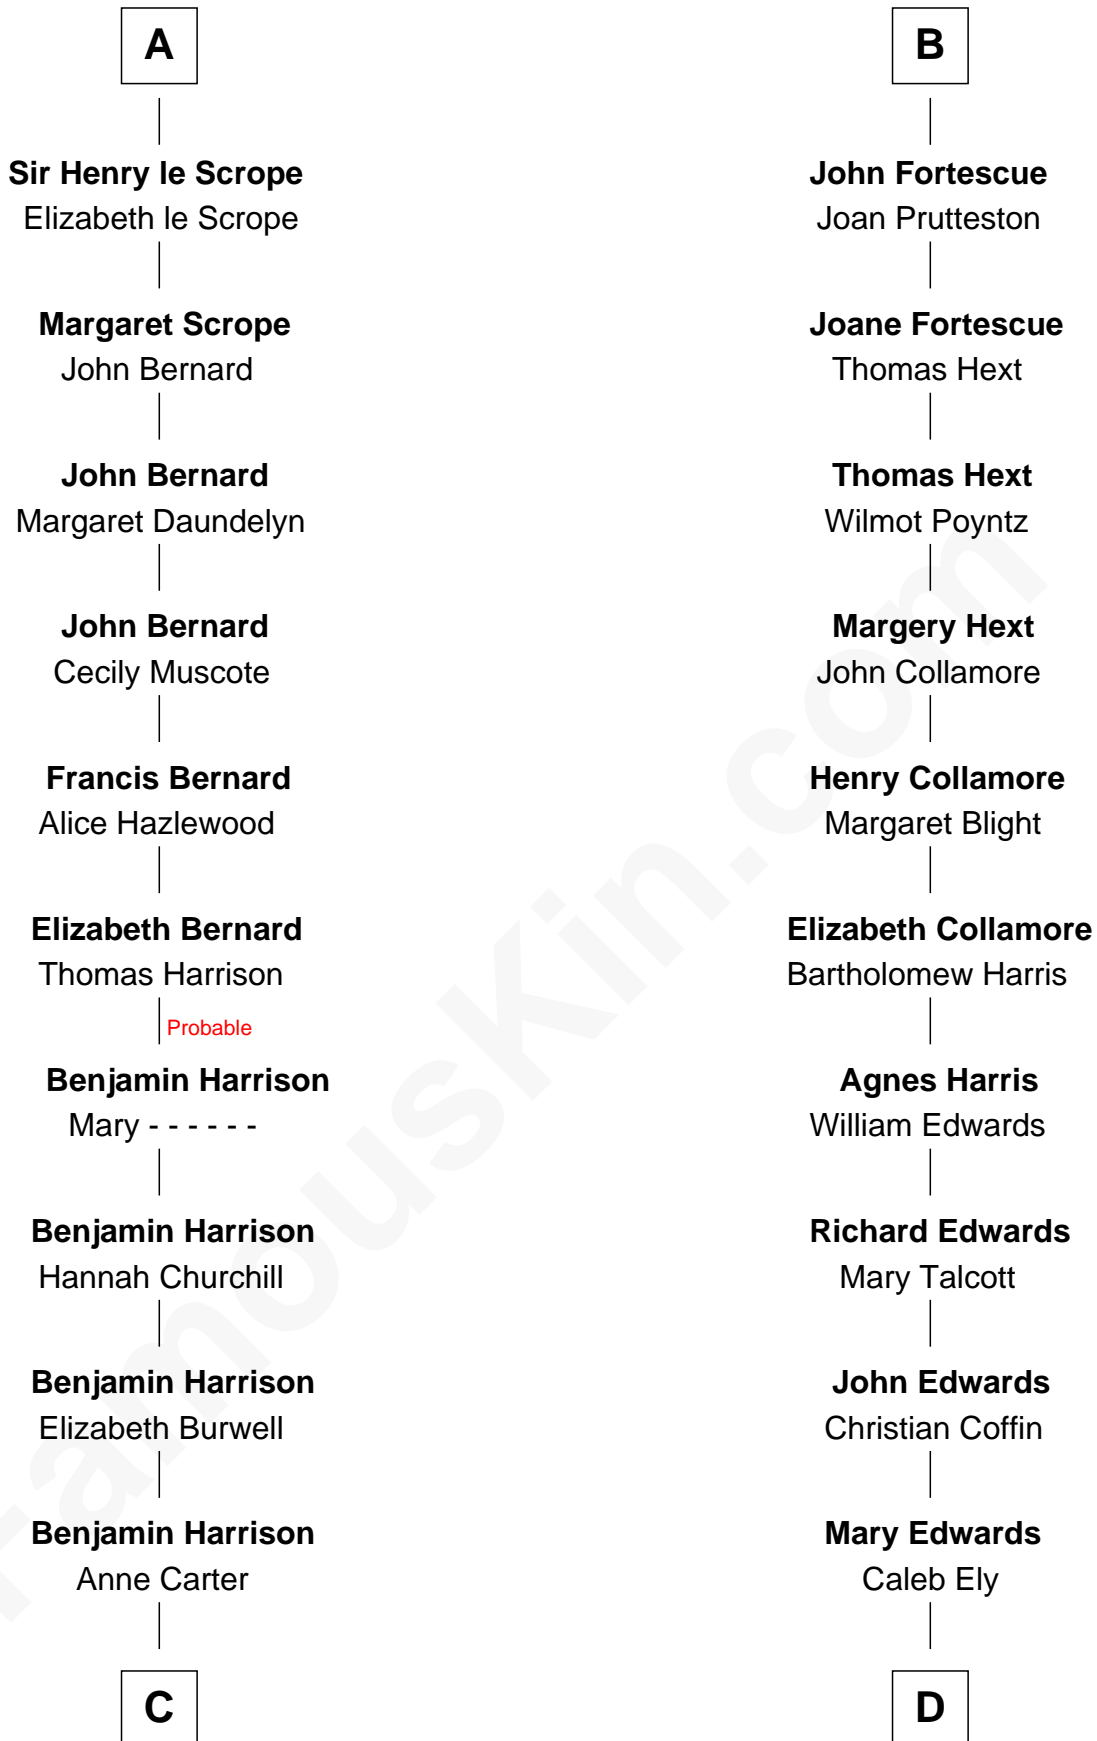 A
Sir Henry le Scrope
Elizabeth le Scrope
Margaret Scrope
John Bernard
John Bernard
Margaret Daundelyn
John Bernard
Cecily Muscote
Francis Bernard
Alice Hazlewood
Elizabeth Bernard
Thomas Harrison
Probable
Benjamin Harrison
Mary - - - - - -
Benjamin Harrison
Hannah Churchill
Benjamin Harrison
Elizabeth Burwell
Benjamin Harrison
Anne Carter
C
B
John Fortescue
Joan Prutteston
Joane Fortescue
Thomas Hext
Thomas Hext
Wilmot Poyntz
Margery Hext
John Collamore
Henry Collamore
Margaret Blight
Elizabeth Collamore
Bartholomew Harris
Agnes Harris
William Edwards
Richard Edwards
Mary Talcott
John Edwards
Christian Coffin
Mary Edwards
Caleb Ely
D
FamousKin.com